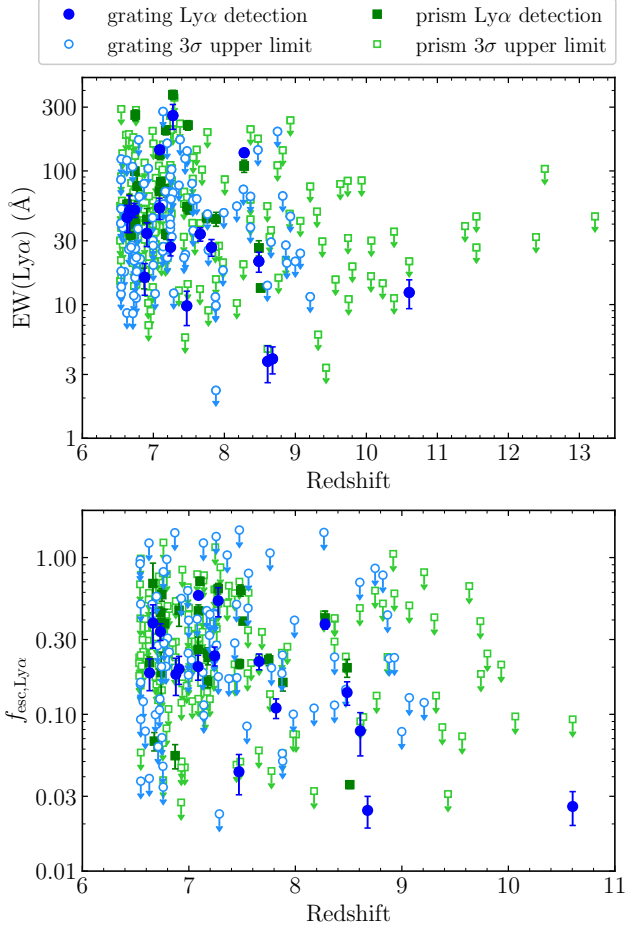 grating Lyα detection prism Lyα detection
grating 3σ upper limit prism 3σ upper limit
300
100
30
10
3
1
EW(Lyα) (Å)
6 7 8 9 10 11 12 13
Redshift
1.00
0.30
0.10
0.03
0.01
f_esc,Lyα
6 7 8 9 10 11
Redshift